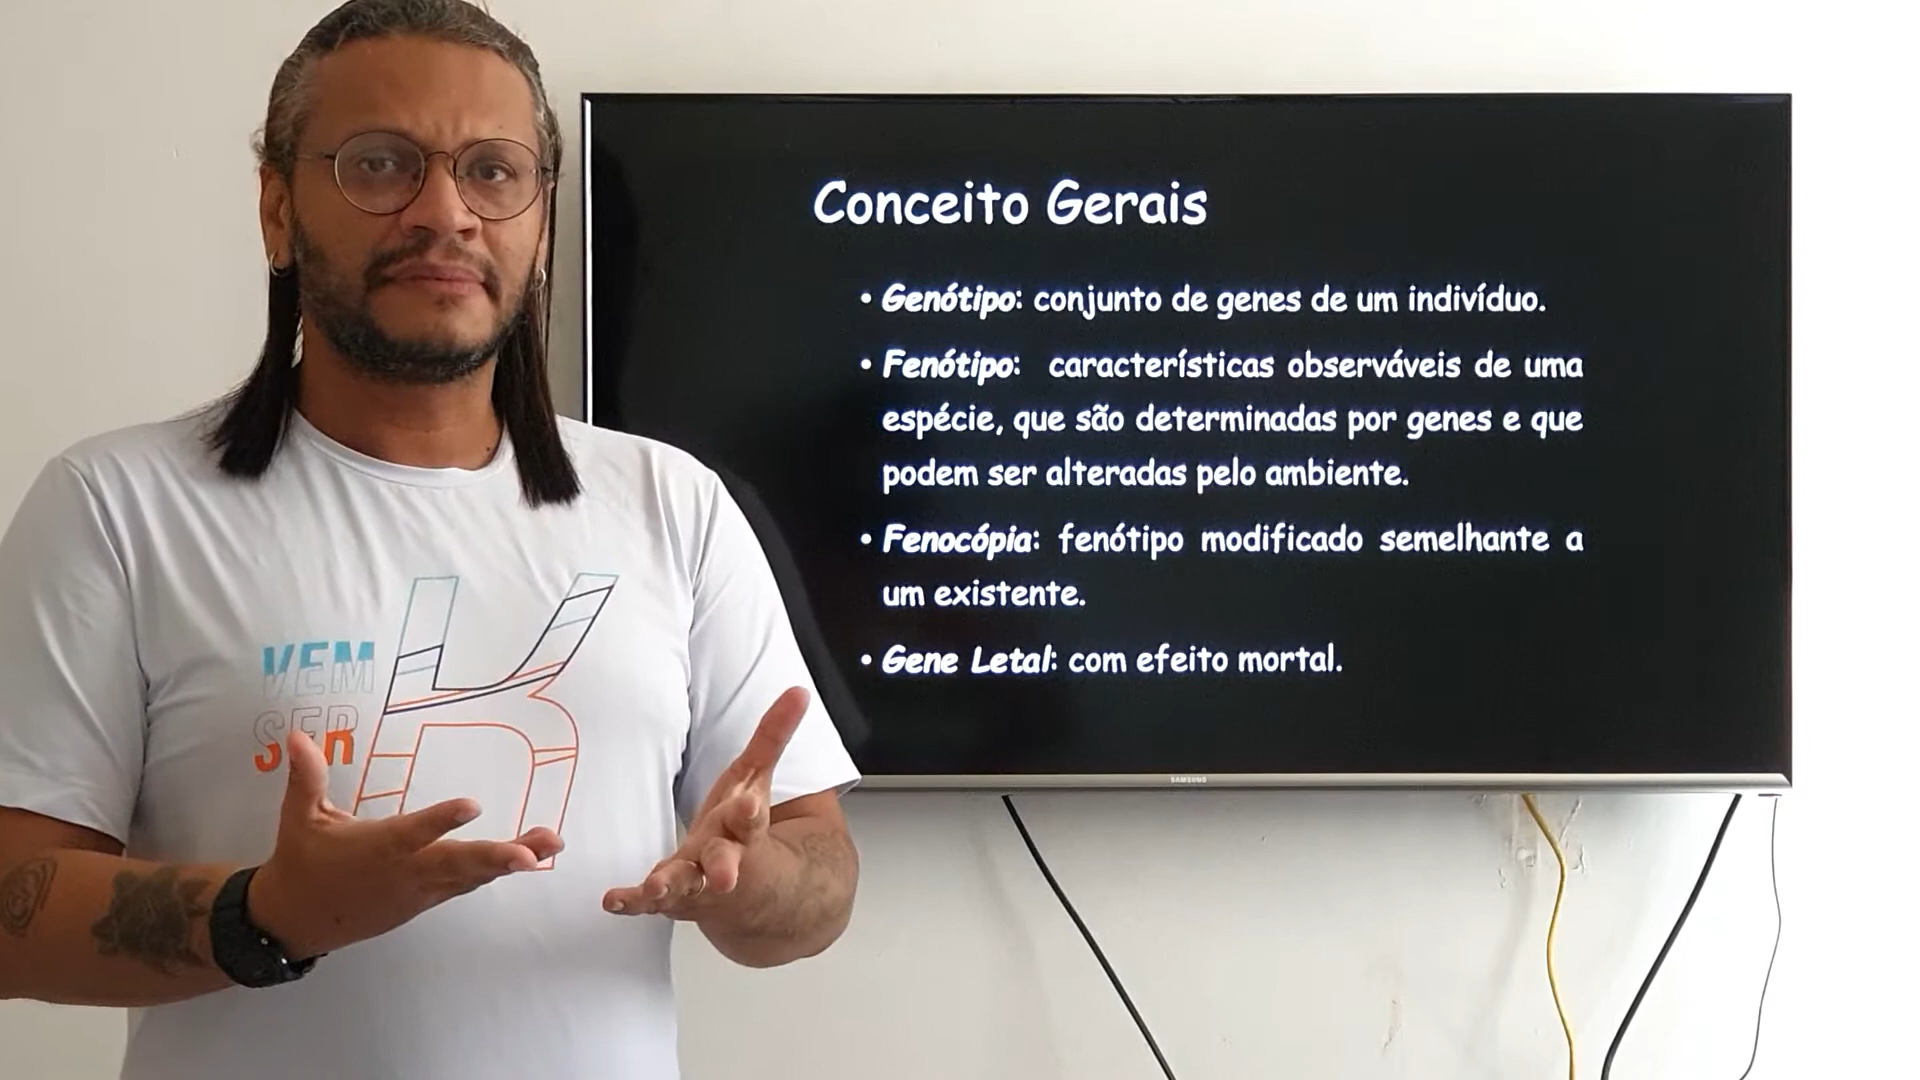 Conceito Gerais
• Genótipo: conjunto de genes de um indivíduo.
• Fenótipo: características observáveis de uma
espécie, que são determinadas por genes e que
podem ser alteradas pelo ambiente.
• Fenocópia: fenótipo modificado semelhante a
um existente.
• Gene Letal: com efeito mortal.
SAMSUNG
VEM
SER